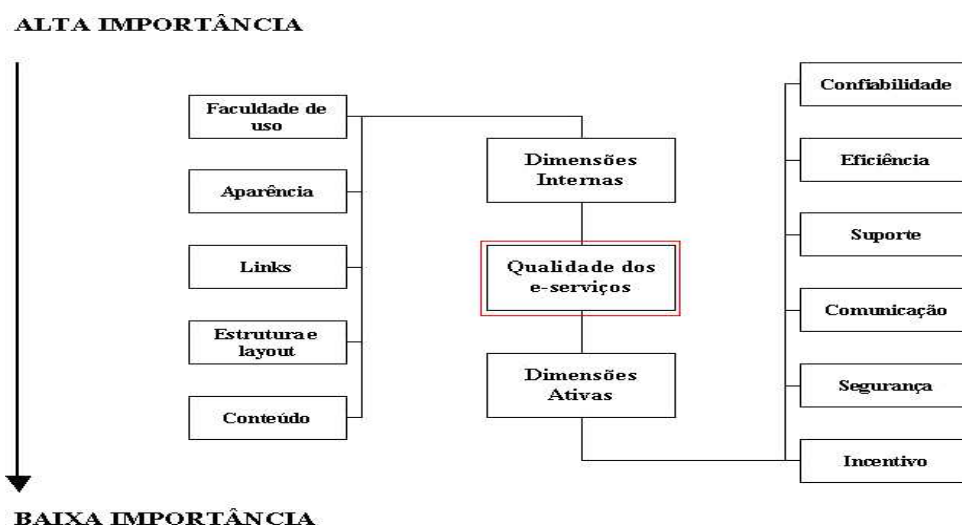 ALTA IMPORTÂNCIA
Faculdade de
uso
Aparência
Links
Estrutura e
layout
Conteúdo
Dimensões
Internas
Qualidade dos
e-serviços
Dimensões
Ativas
Confiabilidade
Eficiência
Suporte
Comunicação
Segurança
Incentivo
BAIXA IMPORTÂNCIA